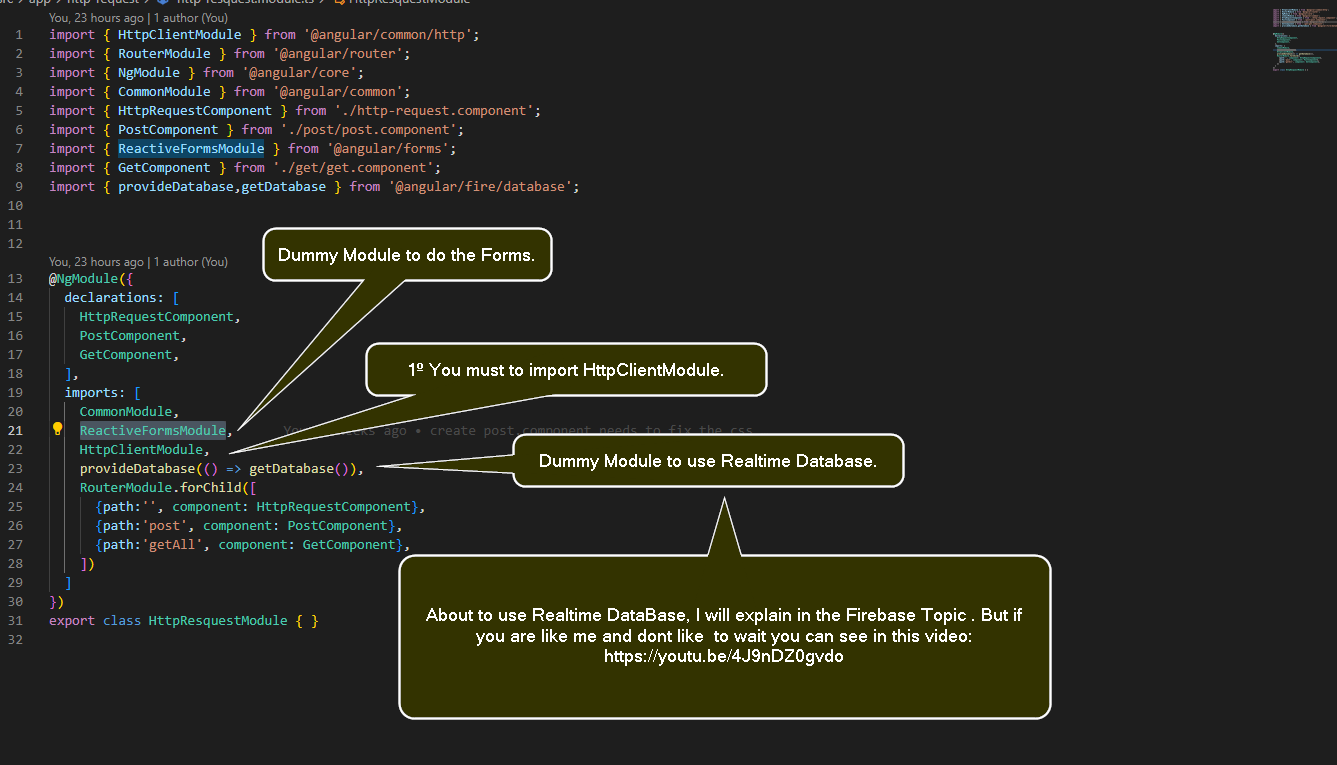 src > app > http-request > http-resquest.module.ts > HttpResquestModule
You, 23 hours ago | 1 author (You)
1 import { HttpClientModule } from '@angular/common/http';
2 import { RouterModule } from '@angular/router';
3 import { NgModule } from '@angular/core';
4 import { CommonModule } from '@angular/common';
5 import { HttpRequestComponent } from './http-request.component';
6 import { PostComponent } from './post/post.component';
7 import { ReactiveFormsModule } from '@angular/forms';
8 import { GetComponent } from './get/get.component';
9 import { provideDatabase,getDatabase } from '@angular/fire/database';
10
11
12
You, 23 hours ago | 1 author (You)
13 @NgModule({
14 declarations: [
15 HttpRequestComponent,
16 PostComponent,
17 GetComponent,
18 ],
19 imports: [
20 CommonModule,
21 ReactiveFormsModule, ago • create post component needs to fix the css
22 HttpClientModule,
23 provideDatabase(() => getDatabase()),
24 RouterModule.forChild([
25 {path:'', component: HttpRequestComponent},
26 {path:'post', component: PostComponent},
27 {path:'getAll', component: GetComponent},
28 ])
29 ]
30 })
31 export class HttpResquestModule { }
32
Dummy Module to do the Forms.
1º You must to import HttpClientModule.
Dummy Module to use Realtime Database.
About to use Realtime DataBase, I will explain in the Firebase Topic . But if
you are like me and dont like to wait you can see in this video:
https://youtu.be/4J9nDZ0gvdo